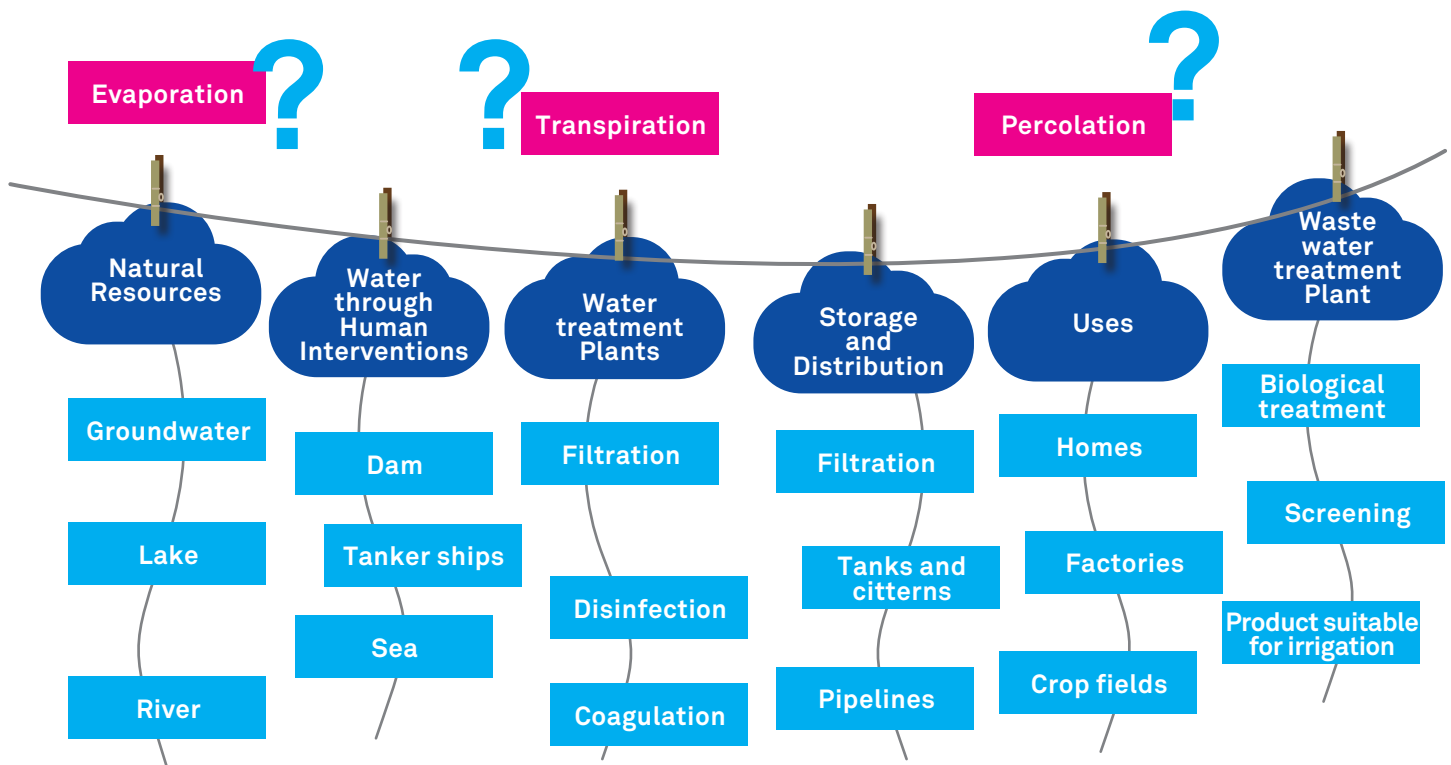 Evaporation
?
?
Transpiration
Percolation
?
Natural
Resources
Groundwater
Lake
River
Water
through
Human
Interventions
Dam
Tanker ships
Sea
Water
treatment
Plants
Filtration
Disinfection
Coagulation
Storage
and
Distribution
Filtration
Tanks and
citterns
Pipelines
Uses
Homes
Factories
Crop fields
Waste
water
treatment
Plant
Biological
treatment
Screening
Product suitable
for irrigation